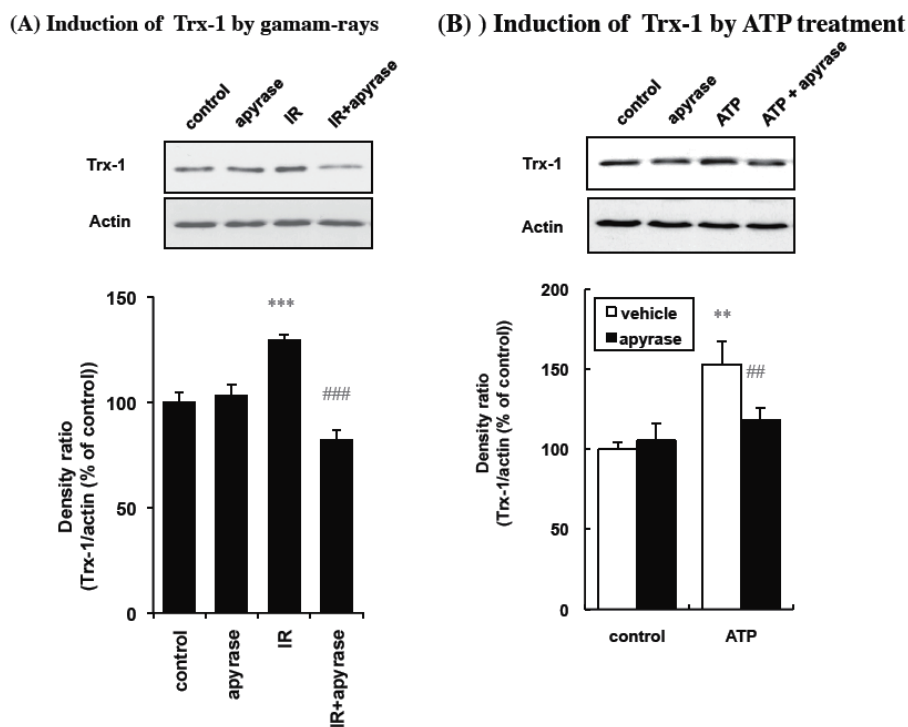 (A) Induction of Trx-1 by gamam-rays
control apyrase IR IR+apyrase
Trx-1
Actin
150
100
50
0
***
###
Density ratio
(Trx-1/actin (% of control))
control apyrase IR IR+apyrase
(B) ) Induction of Trx-1 by ATP treatment
control apyrase ATP ATP + apyrase
Trx-1
Actin
200
150
100
50
0
vehicle
apyrase
**
##
Density ratio
(Trx-1/actin (% of control))
control ATP